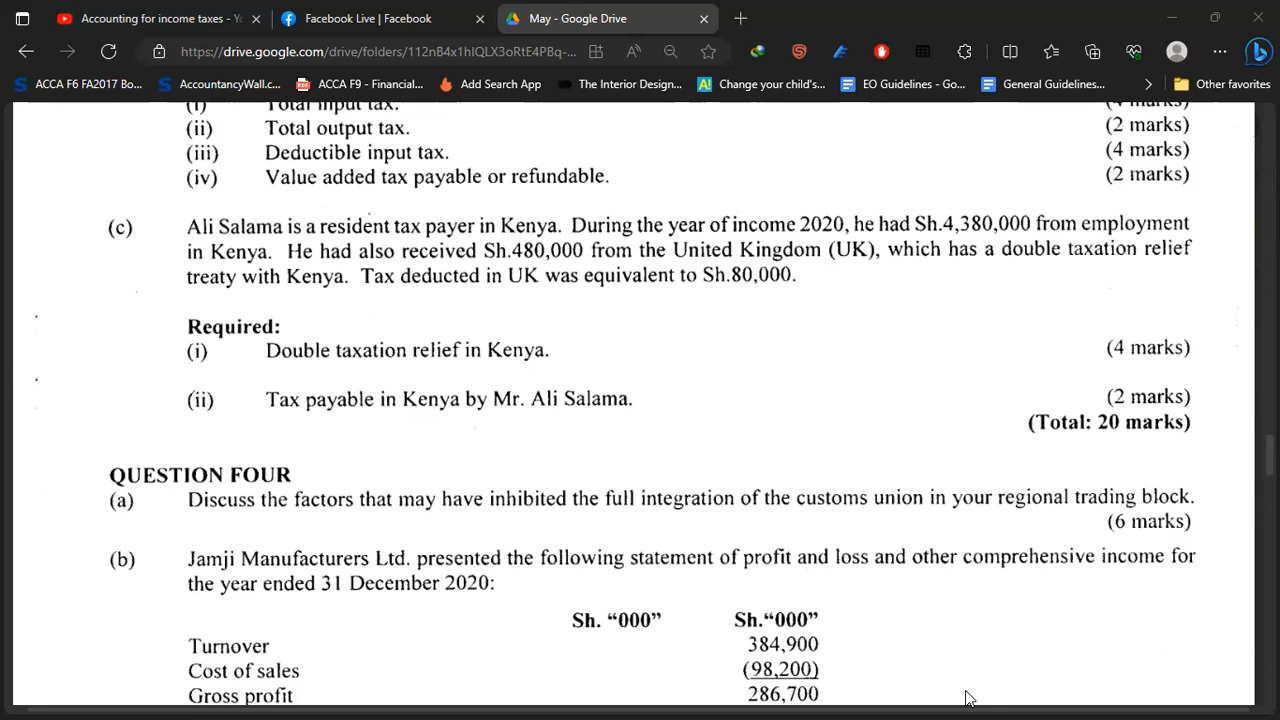 Accounting for income taxes - Yo
Facebook Live | Facebook
May - Google Drive
https://drive.google.com/drive/folders/112nB4x1hIQLX3oRtE4PBq-...
ACCA F6 FA2017 Bo...
AccountancyWall.c...
ACCA F9 - Financial...
Add Search App
The Interior Design...
Change your child's...
EO Guidelines - Go...
General Guidelines...
Other favorites
(i) Total input tax. (4 marks)
(ii) Total output tax. (2 marks)
(iii) Deductible input tax. (4 marks)
(iv) Value added tax payable or refundable. (2 marks)
(c) Ali Salama is a resident tax payer in Kenya. During the year of income 2020, he had Sh.4,380,000 from employment
in Kenya. He had also received Sh.480,000 from the United Kingdom (UK), which has a double taxation relief
treaty with Kenya. Tax deducted in UK was equivalent to Sh.80,000.
Required:
(i) Double taxation relief in Kenya. (4 marks)
(ii) Tax payable in Kenya by Mr. Ali Salama. (2 marks)
(Total: 20 marks)
QUESTION FOUR
(a) Discuss the factors that may have inhibited the full integration of the customs union in your regional trading block.
(6 marks)
(b) Jamji Manufacturers Ltd. presented the following statement of profit and loss and other comprehensive income for
the year ended 31 December 2020:
Sh. “000” Sh.“000”
Turnover 384,900
Cost of sales (98,200)
Gross profit 286,700